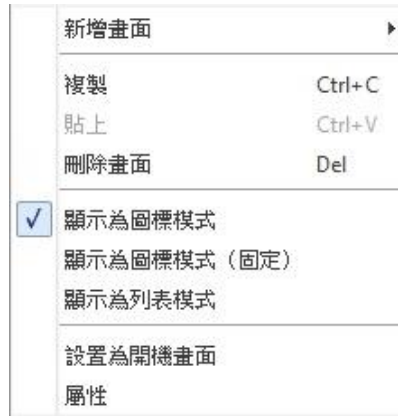 新增畫面
複製 Ctrl+C
貼上 Ctrl+V
刪除畫面 Del
顯示為圖標模式
顯示為圖標模式（固定）
顯示為列表模式
設置為開機畫面
屬性